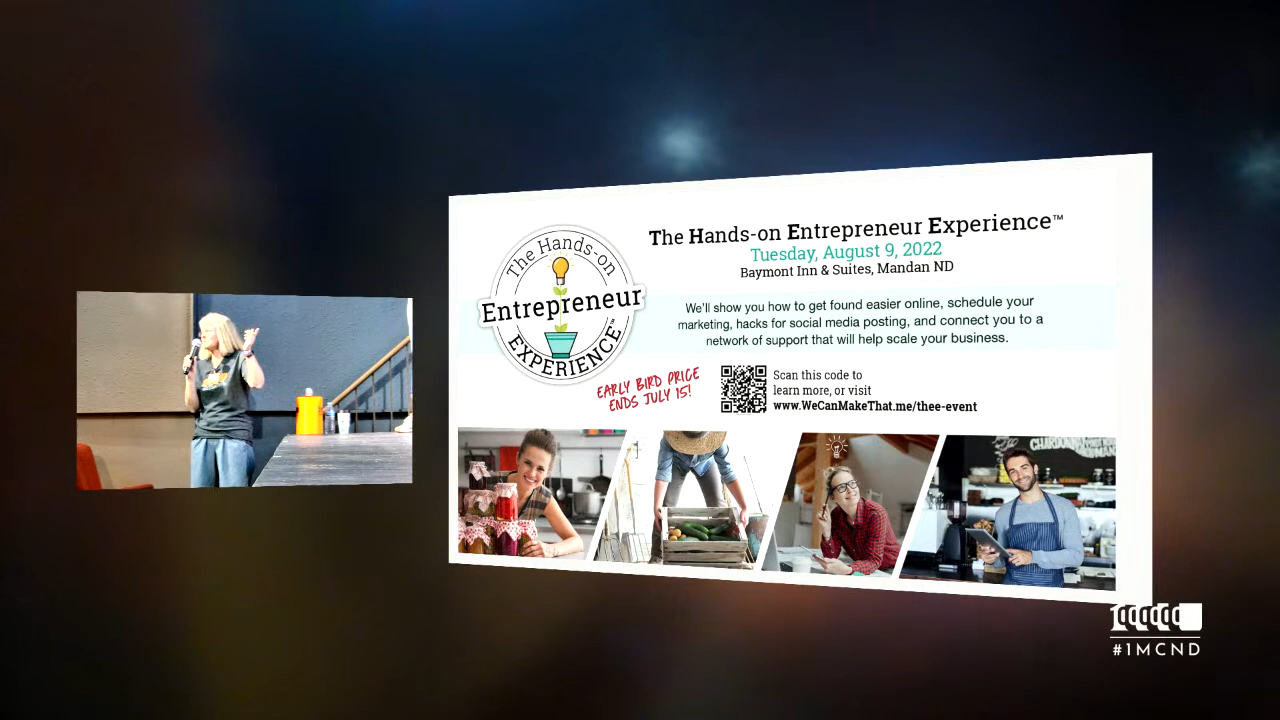 The Hands-on Entrepreneur Experience™
Tuesday, August 9, 2022
Baymont Inn & Suites, Mandan ND
The Hands-on
Entrepreneur
EXPERIENCE™
We'll show you how to get found easier online, schedule your
marketing, hacks for social media posting, and connect you to a
network of support that will help scale your business.
EARLY BIRD PRICE
ENDS JULY 15!
Scan this code to
learn more, or visit
www.WeCanMakeThat.me/thee-event
CHARDONNAY
#1MCND